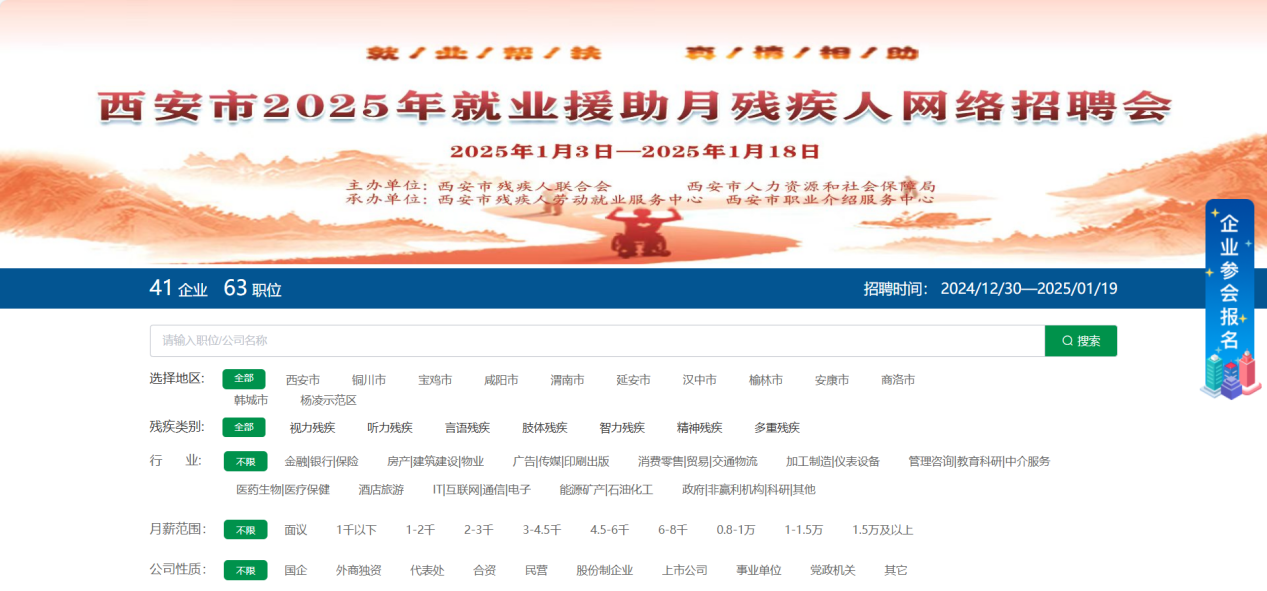 就/业/帮/扶 真/情/相/助
西安市2025年就业援助月残疾人网络招聘会
2025年1月3日—2025年1月18日
主办单位：西安市残疾人联合会 西安市人力资源和社会保障局
承办单位：西安市残疾人劳动就业服务中心 西安市职业介绍服务中心
企业参会报名
41 企业 63 职位 招聘时间： 2024/12/30—2025/01/19
请输入职位/公司名称 搜索
选择地区: 全部 西安市 铜川市 宝鸡市 咸阳市 渭南市 延安市 汉中市 榆林市 安康市 商洛市
韩城市 杨凌示范区
残疾类别: 全部 视力残疾 听力残疾 言语残疾 肢体残疾 智力残疾 精神残疾 多重残疾
行 业: 不限 金融|银行|保险 房产|建筑建设|物业 广告|传媒|印刷出版 消费零售|贸易|交通物流 加工制造|仪表设备 管理咨询|教育科研|中介服务
医药生物|医疗保健 酒店旅游 IT|互联网|通信|电子 能源矿产|石油化工 政府|非赢利机构|科研|其他
月薪范围: 不限 面议 1千以下 1-2千 2-3千 3-4.5千 4.5-6千 6-8千 0.8-1万 1-1.5万 1.5万及以上
公司性质: 不限 国企 外商独资 代表处 合资 民营 股份制企业 上市公司 事业单位 党政机关 其它